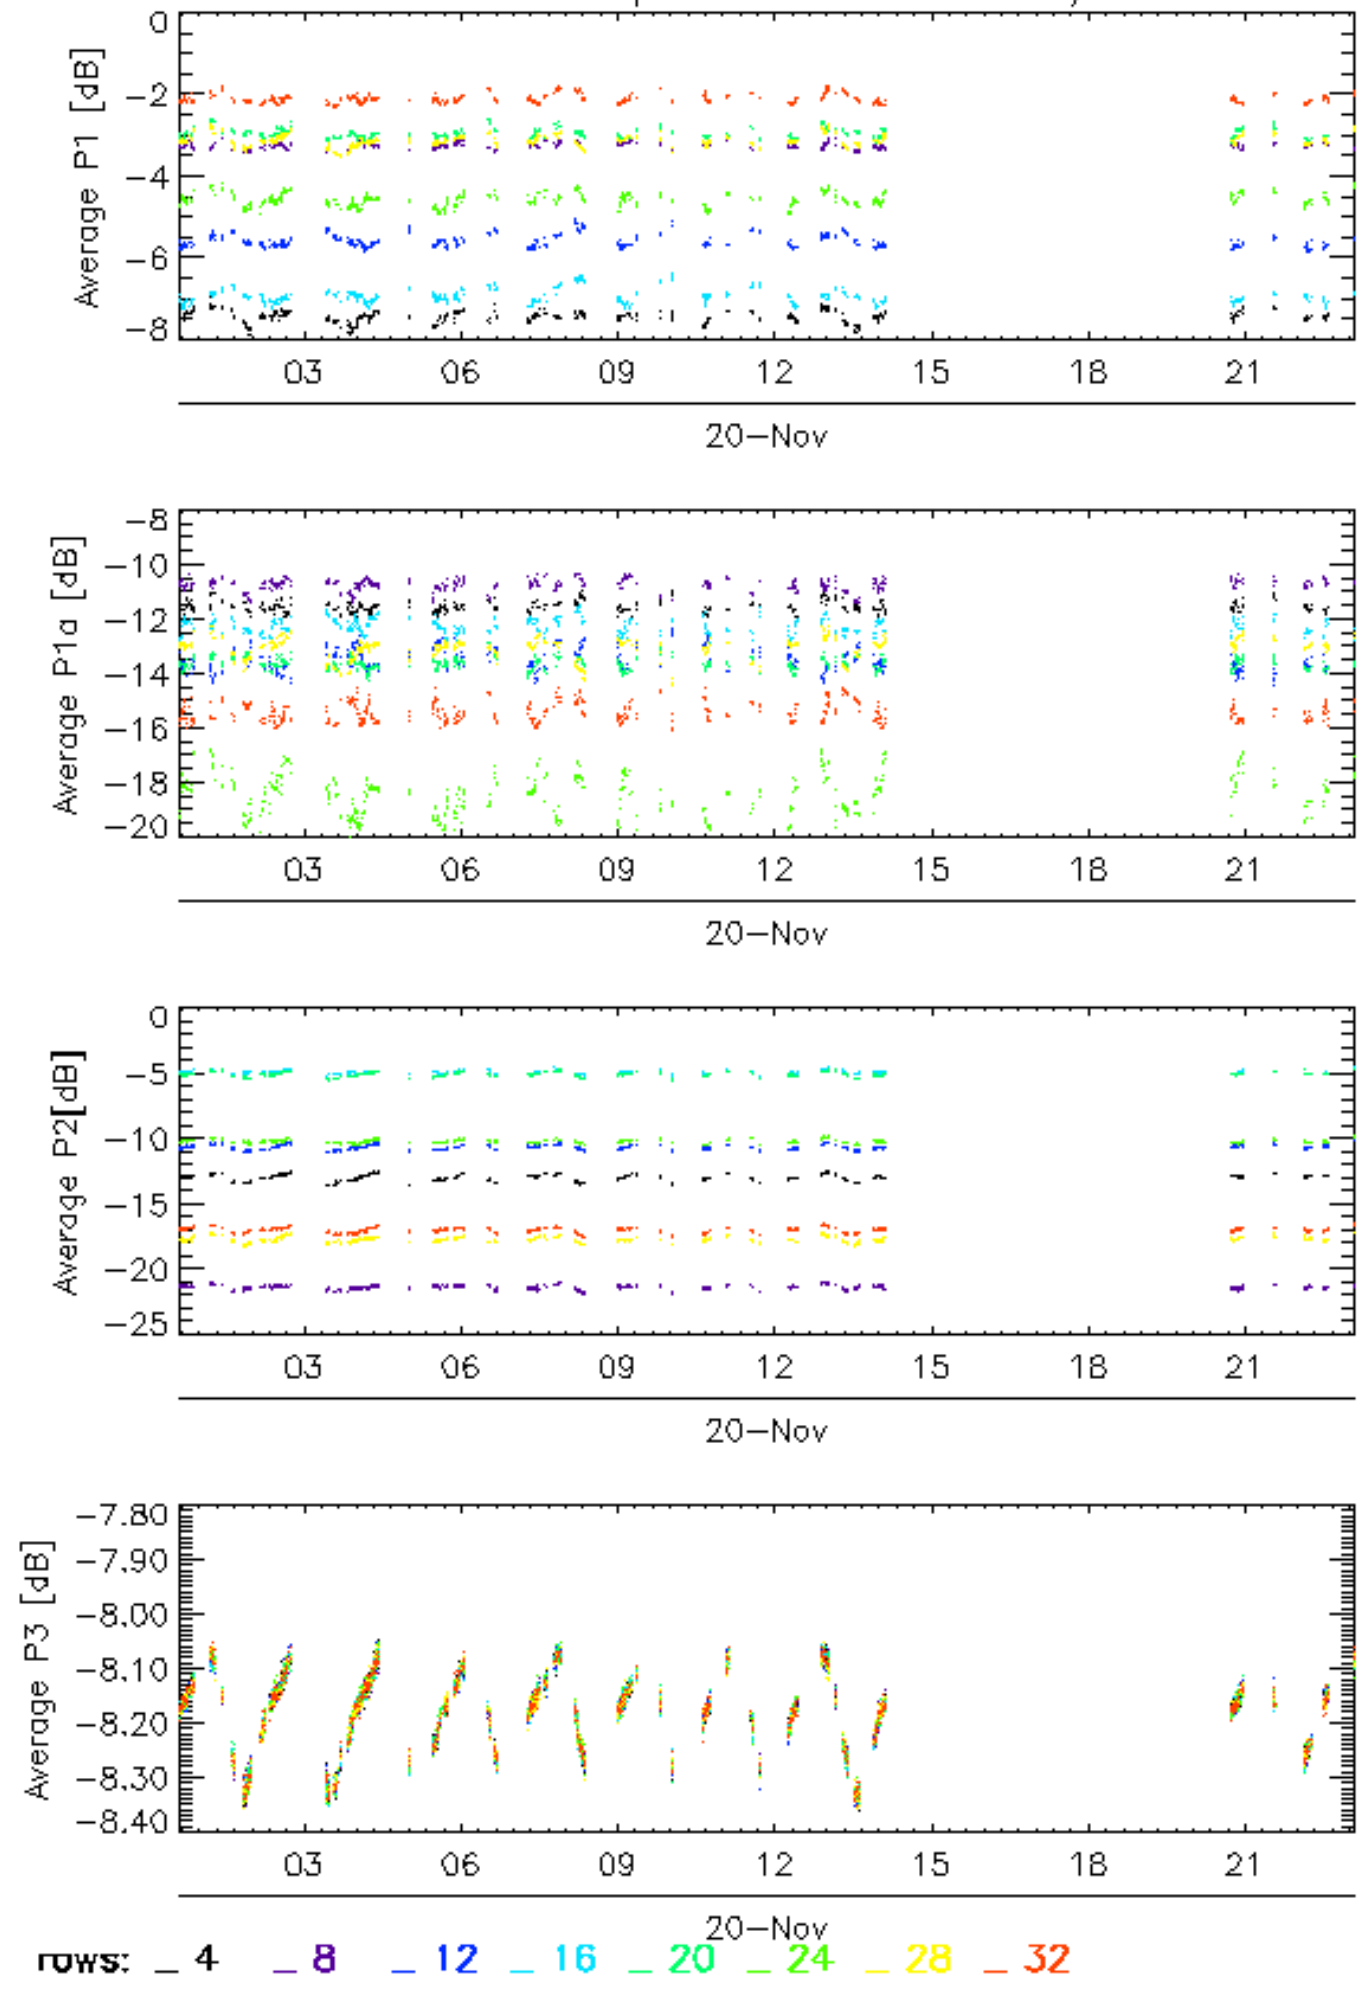 0
−2
−4
−6
−8
Average P1 [dB]
03 06 09 12 15 18 21
20−Nov
−8
−10
−12
−14
−16
−18
−20
Average P1a [dB]
03 06 09 12 15 18 21
20−Nov
0
−5
−10
−15
−20
−25
Average P2[dB]
03 06 09 12 15 18 21
20−Nov
−7.80
−7.90
−8.00
−8.10
−8.20
−8.30
−8.40
Average P3 [dB]
03 06 09 12 15 18 21
20−Nov
rows: _ 4 _ 8 _ 12 _ 16 _ 20 _ 24 _ 28 _ 32